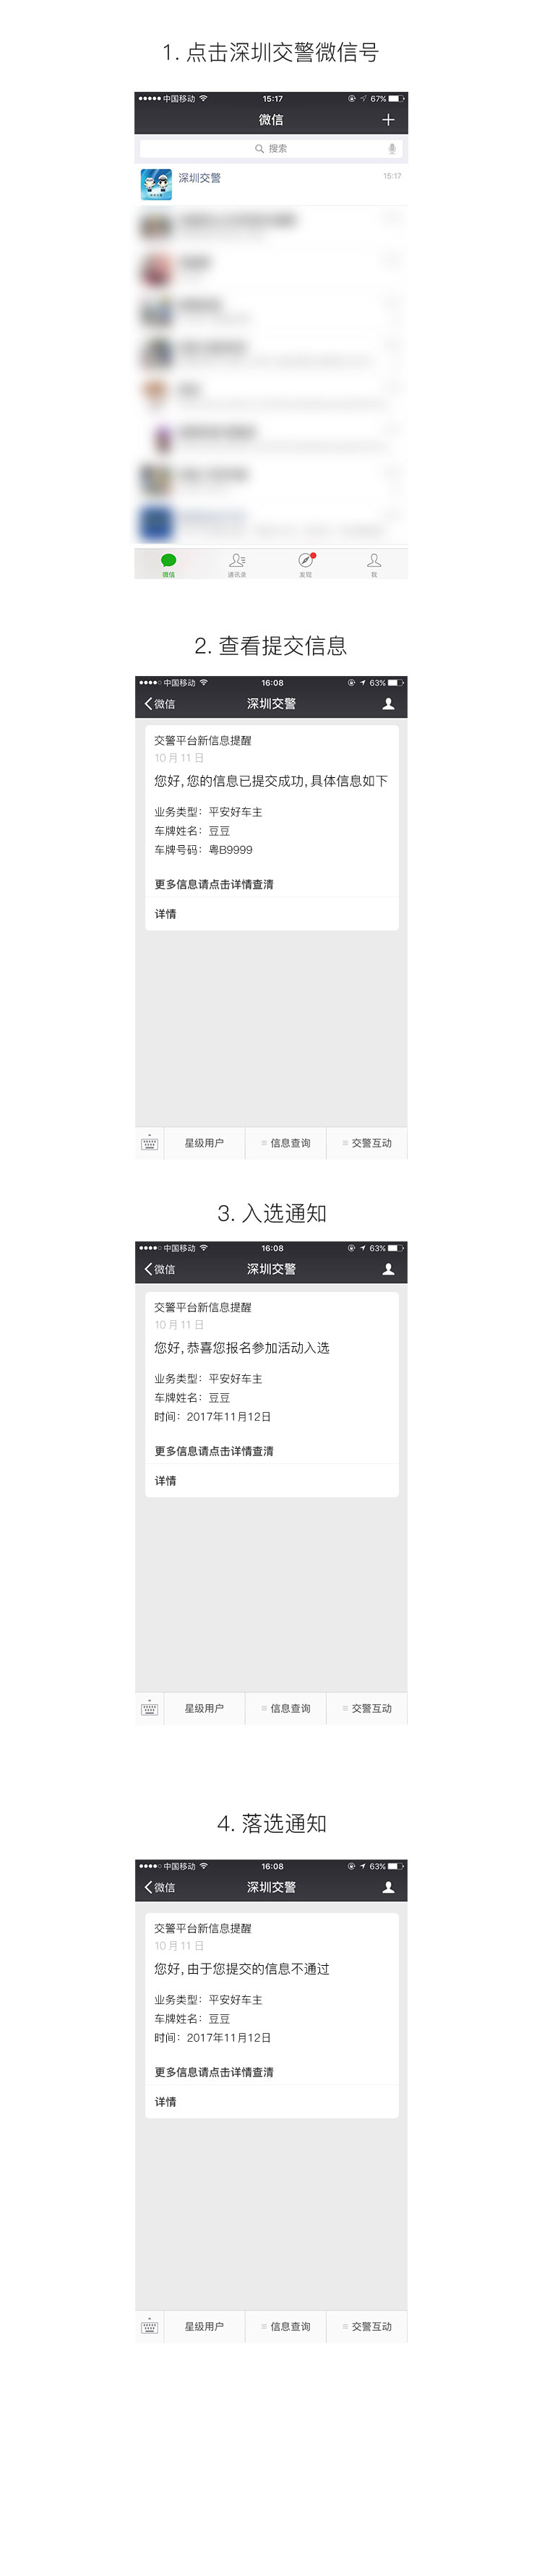 1. 点击深圳交警微信号
中国移动 15:17 67%
微信
搜索
深圳交警 15:17
微信 通讯录 发现 我
2. 查看提交信息
中国移动 16:08 63%
微信 深圳交警
交警平台新信息提醒
10月11日
您好,您的信息已提交成功,具体信息如下
业务类型：平安好车主
车牌姓名：豆豆
车牌号码：粤B9999
更多信息请点击详情查清
详情
星级用户 信息查询 交警互动
3. 入选通知
中国移动 16:08 63%
微信 深圳交警
交警平台新信息提醒
10月11日
您好,恭喜您报名参加活动入选
业务类型：平安好车主
车牌姓名：豆豆
时间：2017年11月12日
更多信息请点击详情查清
详情
星级用户 信息查询 交警互动
4. 落选通知
中国移动 16:08 63%
微信 深圳交警
交警平台新信息提醒
10月11日
您好,由于您提交的信息不通过
业务类型：平安好车主
车牌姓名：豆豆
时间：2017年11月12日
更多信息请点击详情查清
详情
星级用户 信息查询 交警互动